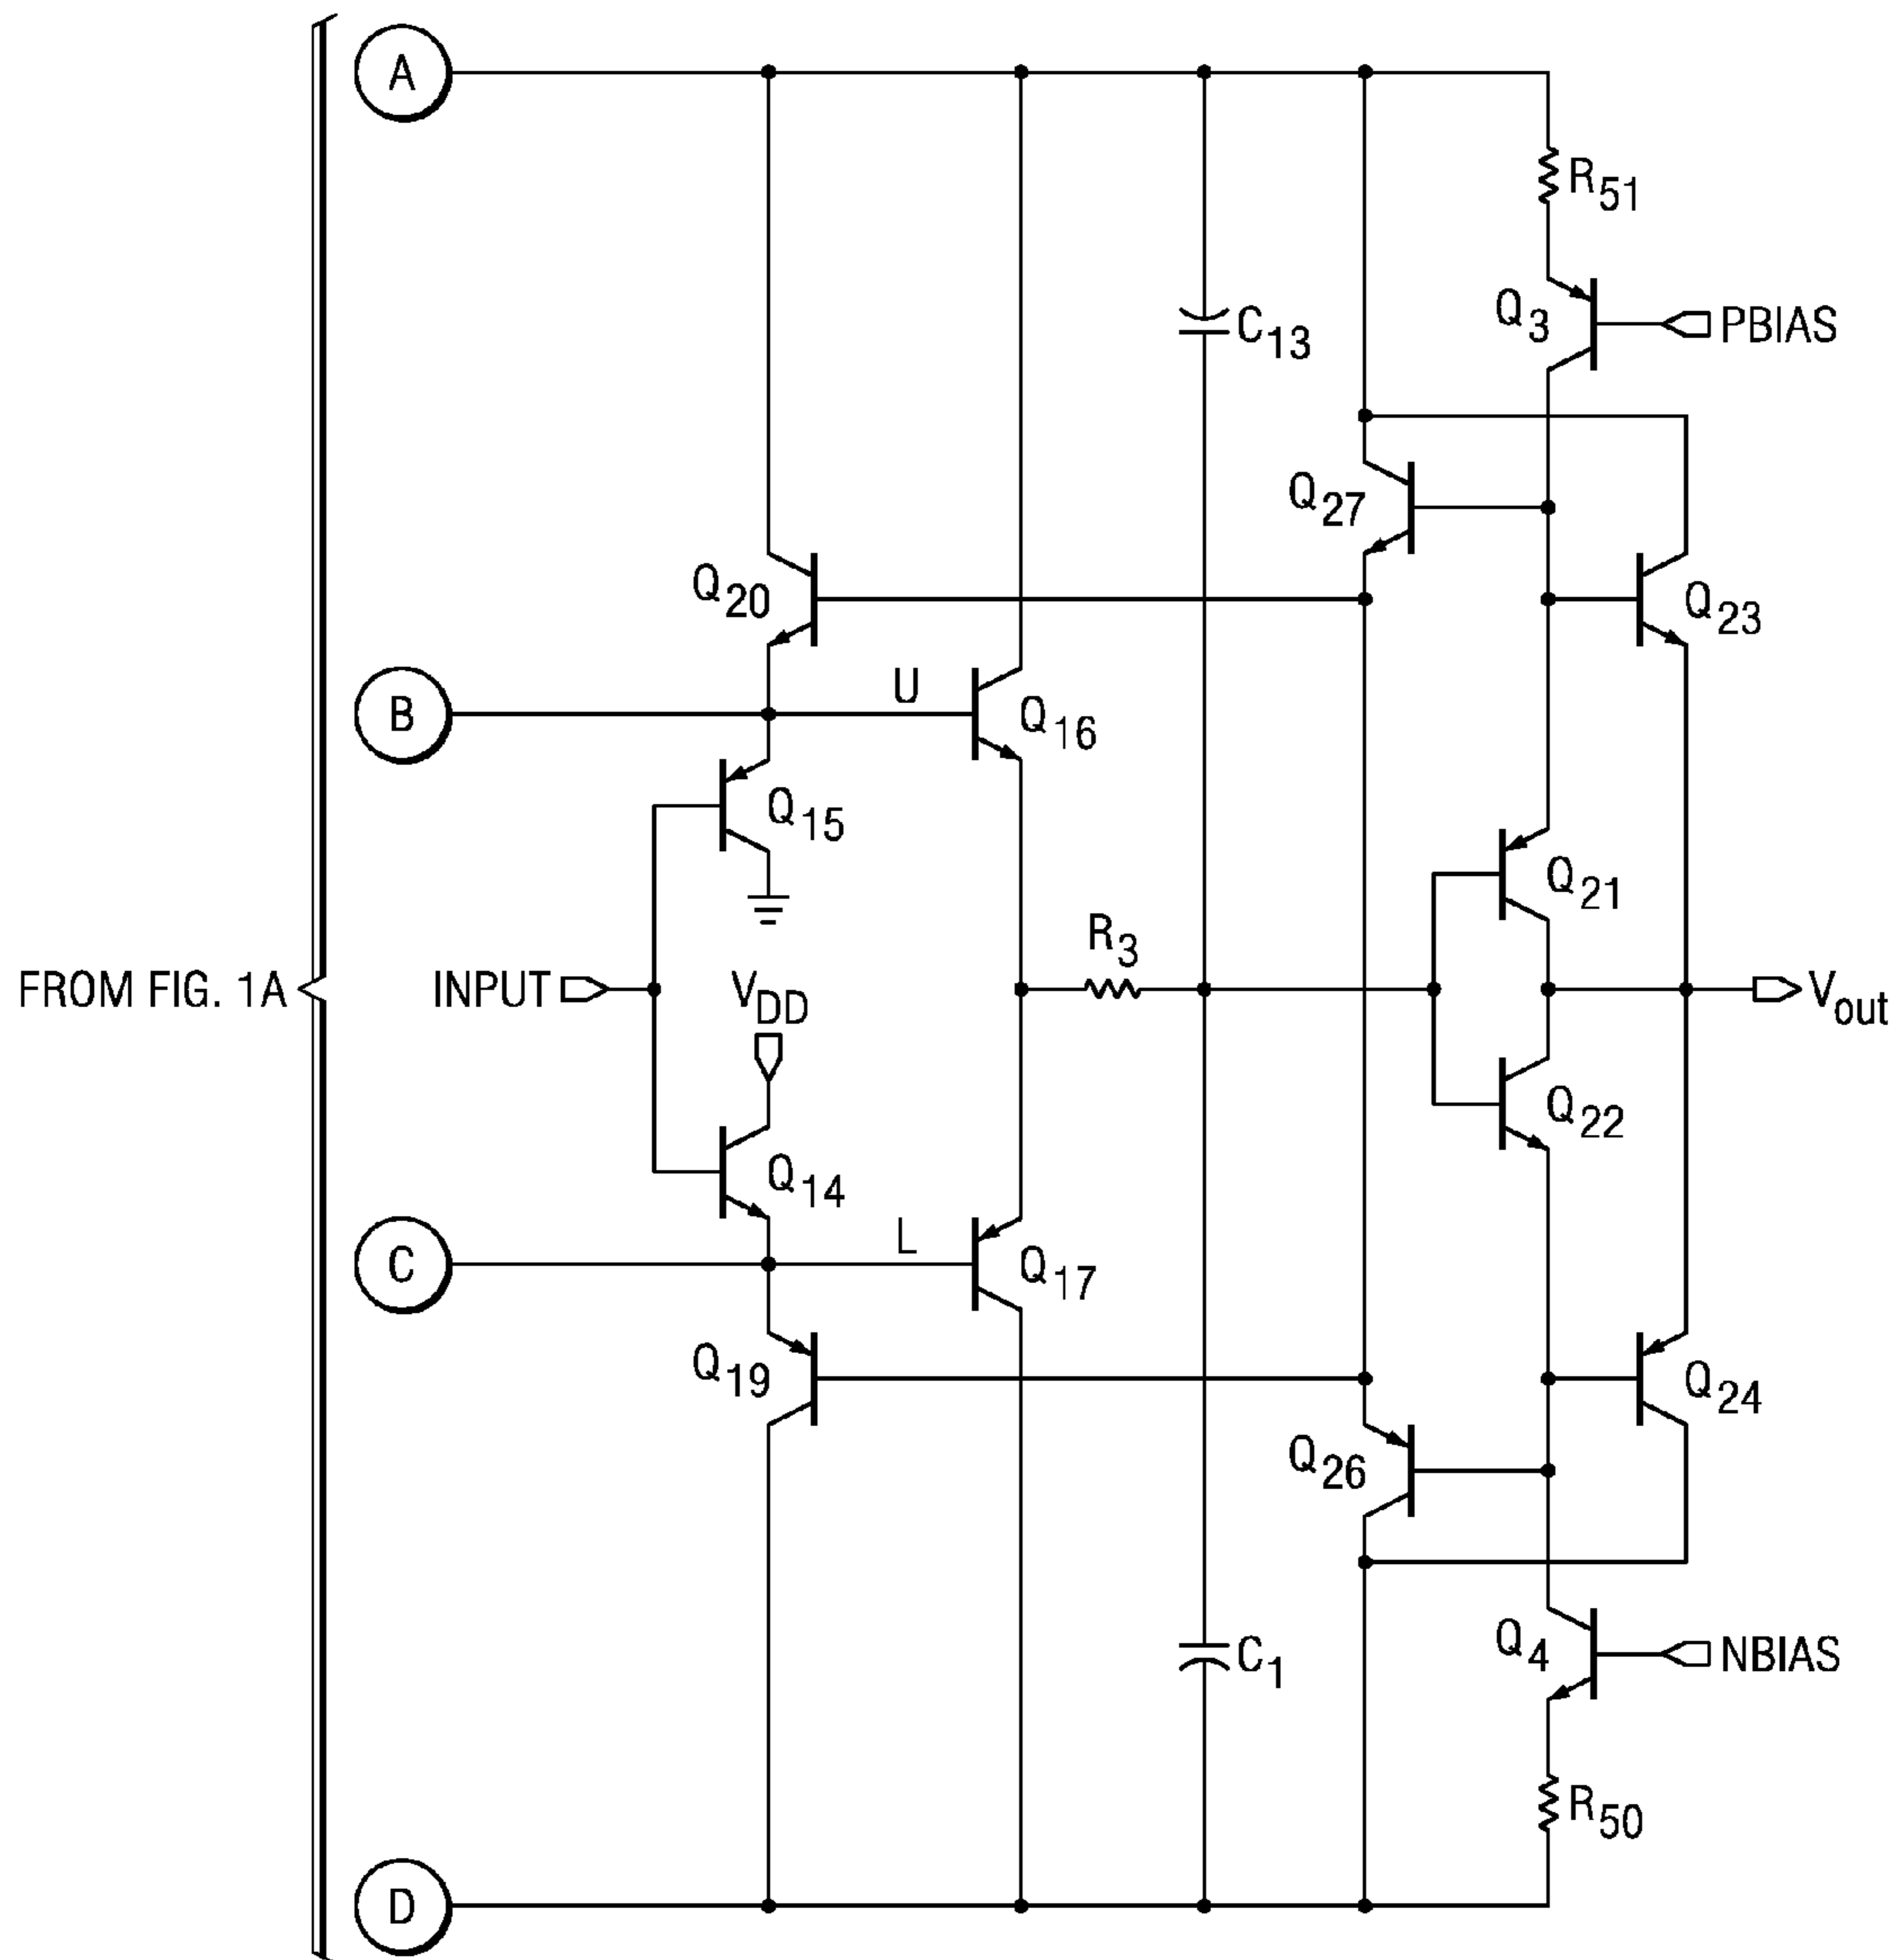 A
R51
Q3
PBIAS
C13
Q27
Q20
Q23
B
U
Q16
Q15
Q21
R3
FROM FIG. 1A
INPUT
VDD
Vout
Q22
Q14
C
L
Q17
Q19
Q24
Q26
Q4
NBIAS
C1
R50
D